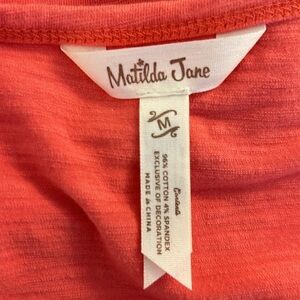 Matilda Jane
M
Contents
96% COTTON 4% SPANDEX
EXCLUSIVE OF DECORATION
MADE IN CHINA